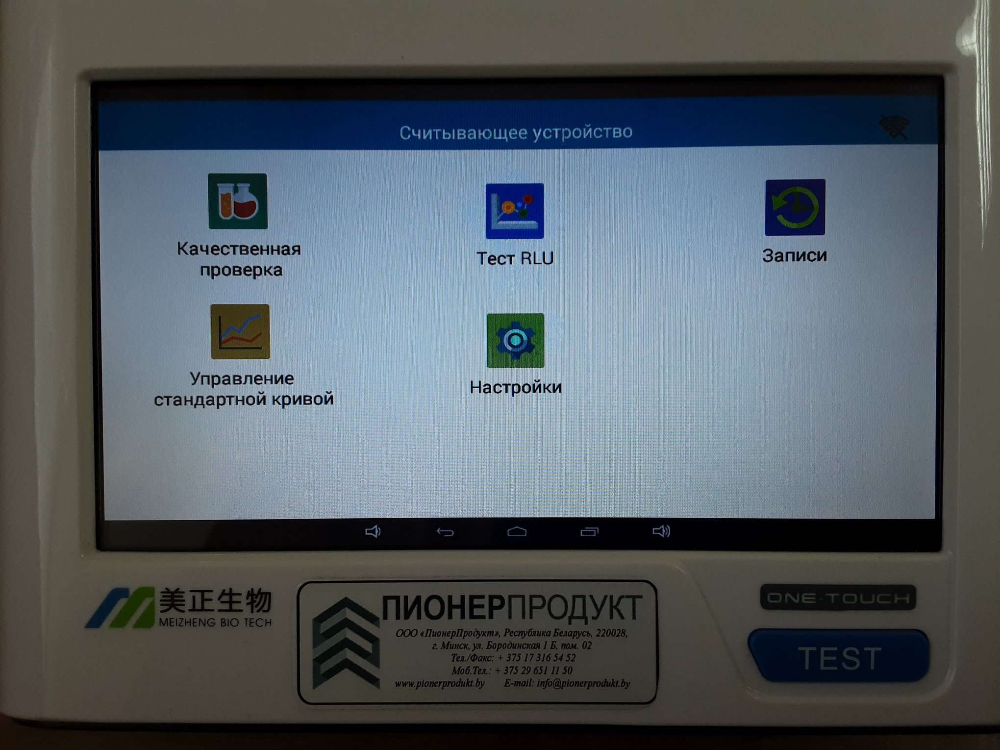 Считывающее устройство
Качественная
проверка
Тест RLU
Записи
Управление
стандартной кривой
Настройки
美正生物
MEIZHENG BIO TECH
ПИОНЕРПРОДУКТ
ООО «ПионерПродукт», Республика Беларусь, 220028,
г. Минск, ул. Бородинская 1 Б, пом. 02
Тел./Факс: + 375 17 316 54 52
Моб.Тел.: + 375 29 651 11 50
www.pionerprodukt.by E-mail: info@pionerprodukt.by
ONE-TOUCH
TEST